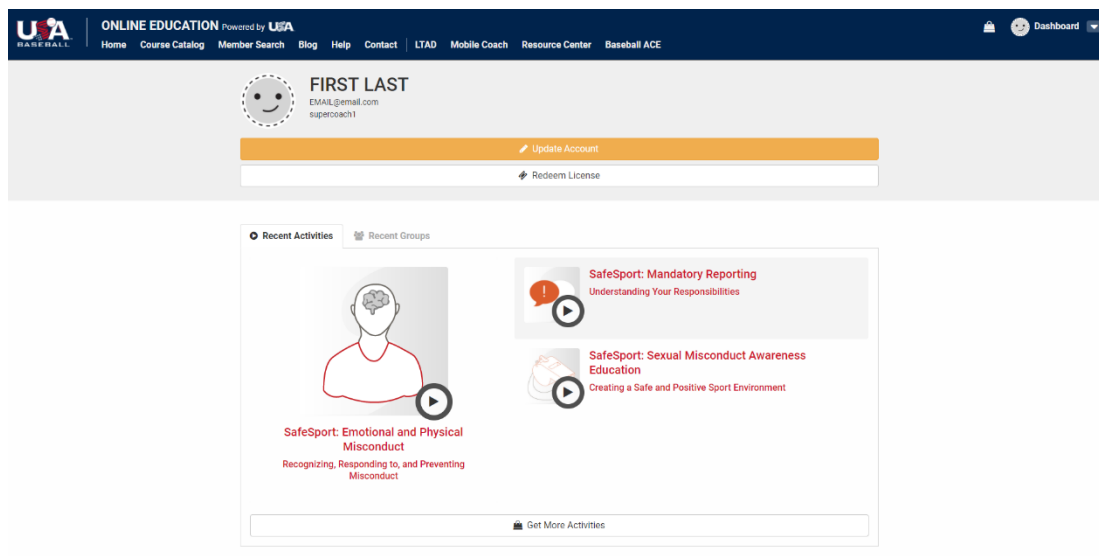 USA
BASEBALL
ONLINE EDUCATION Powered by USA
Dashboard
Home Course Catalog Member Search Blog Help Contact LTAD Mobile Coach Resource Center Baseball ACE
FIRST LAST
EMAIL@email.com
supercoach1
Update Account
Redeem License
Recent Activities Recent Groups
SafeSport: Emotional and Physical
Misconduct
Recognizing, Responding to, and Preventing
Misconduct
SafeSport: Mandatory Reporting
Understanding Your Responsibilities
SafeSport: Sexual Misconduct Awareness
Education
Creating a Safe and Positive Sport Environment
Get More Activities